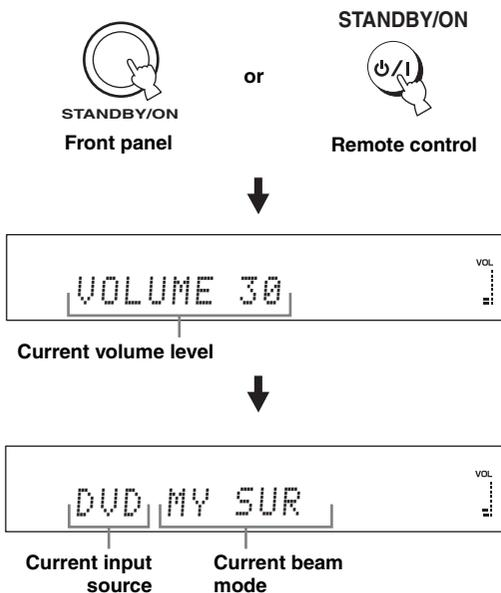 STANDBY/ON
or
STANDBY/ON
Front panel
Remote control
VOL
VOLUME 30
Current volume level
VOL
DVD MY SUR
Current input source
Current beam mode